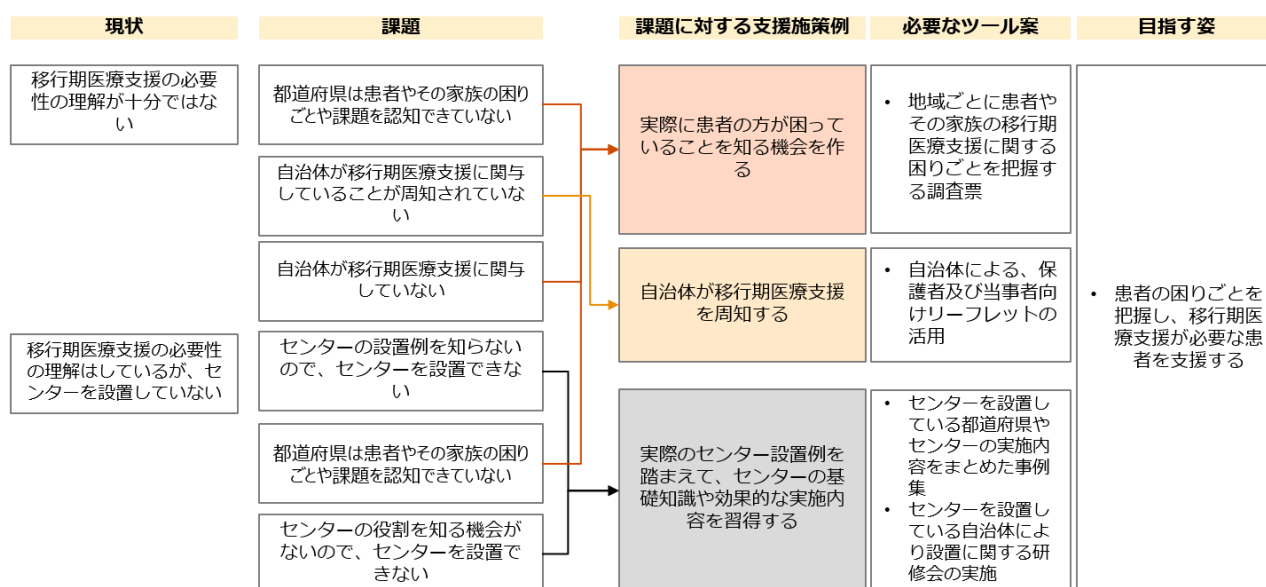 現状
課題
課題に対する支援施策例
必要なツール案
目指す姿
移行期医療支援の必要
性の理解が十分ではな
い
移行期医療支援の必要性
の理解はしているが、セ
ンターを設置していない
都道府県は患者やその家族の困り
ごとや課題を認知できていない
自治体が移行期医療支援に関与
していることが周知されていな
い
自治体が移行期医療支援に関与
していない
センターの設置例を知らない
ので、センターを設置できな
い
都道府県は患者やその家族の困り
ごとや課題を認知できていない
センターの役割を知る機会が
ないので、センターを設置で
きない
実際に患者の方が困って
いることを知る機会を作
る
自治体が移行期医療支援
を周知する
実際のセンター設置例を
踏まえて、センターの基
礎知識や効果的な実施内
容を習得する
• 地域ごとに患者や
その家族の移行期
医療支援に関する
困りごとを把握す
る調査票
• 自治体による、保
護者及び当事者向
けリーフレットの
活用
• センターを設置し
ている都道府県や
センターの実施内
容をまとめた事例
集
• センターを設置し
ている自治体によ
り設置に関する研
修会の実施
• 患者の困りごとを
把握し、移行期医
療支援が必要な患
者を支援する